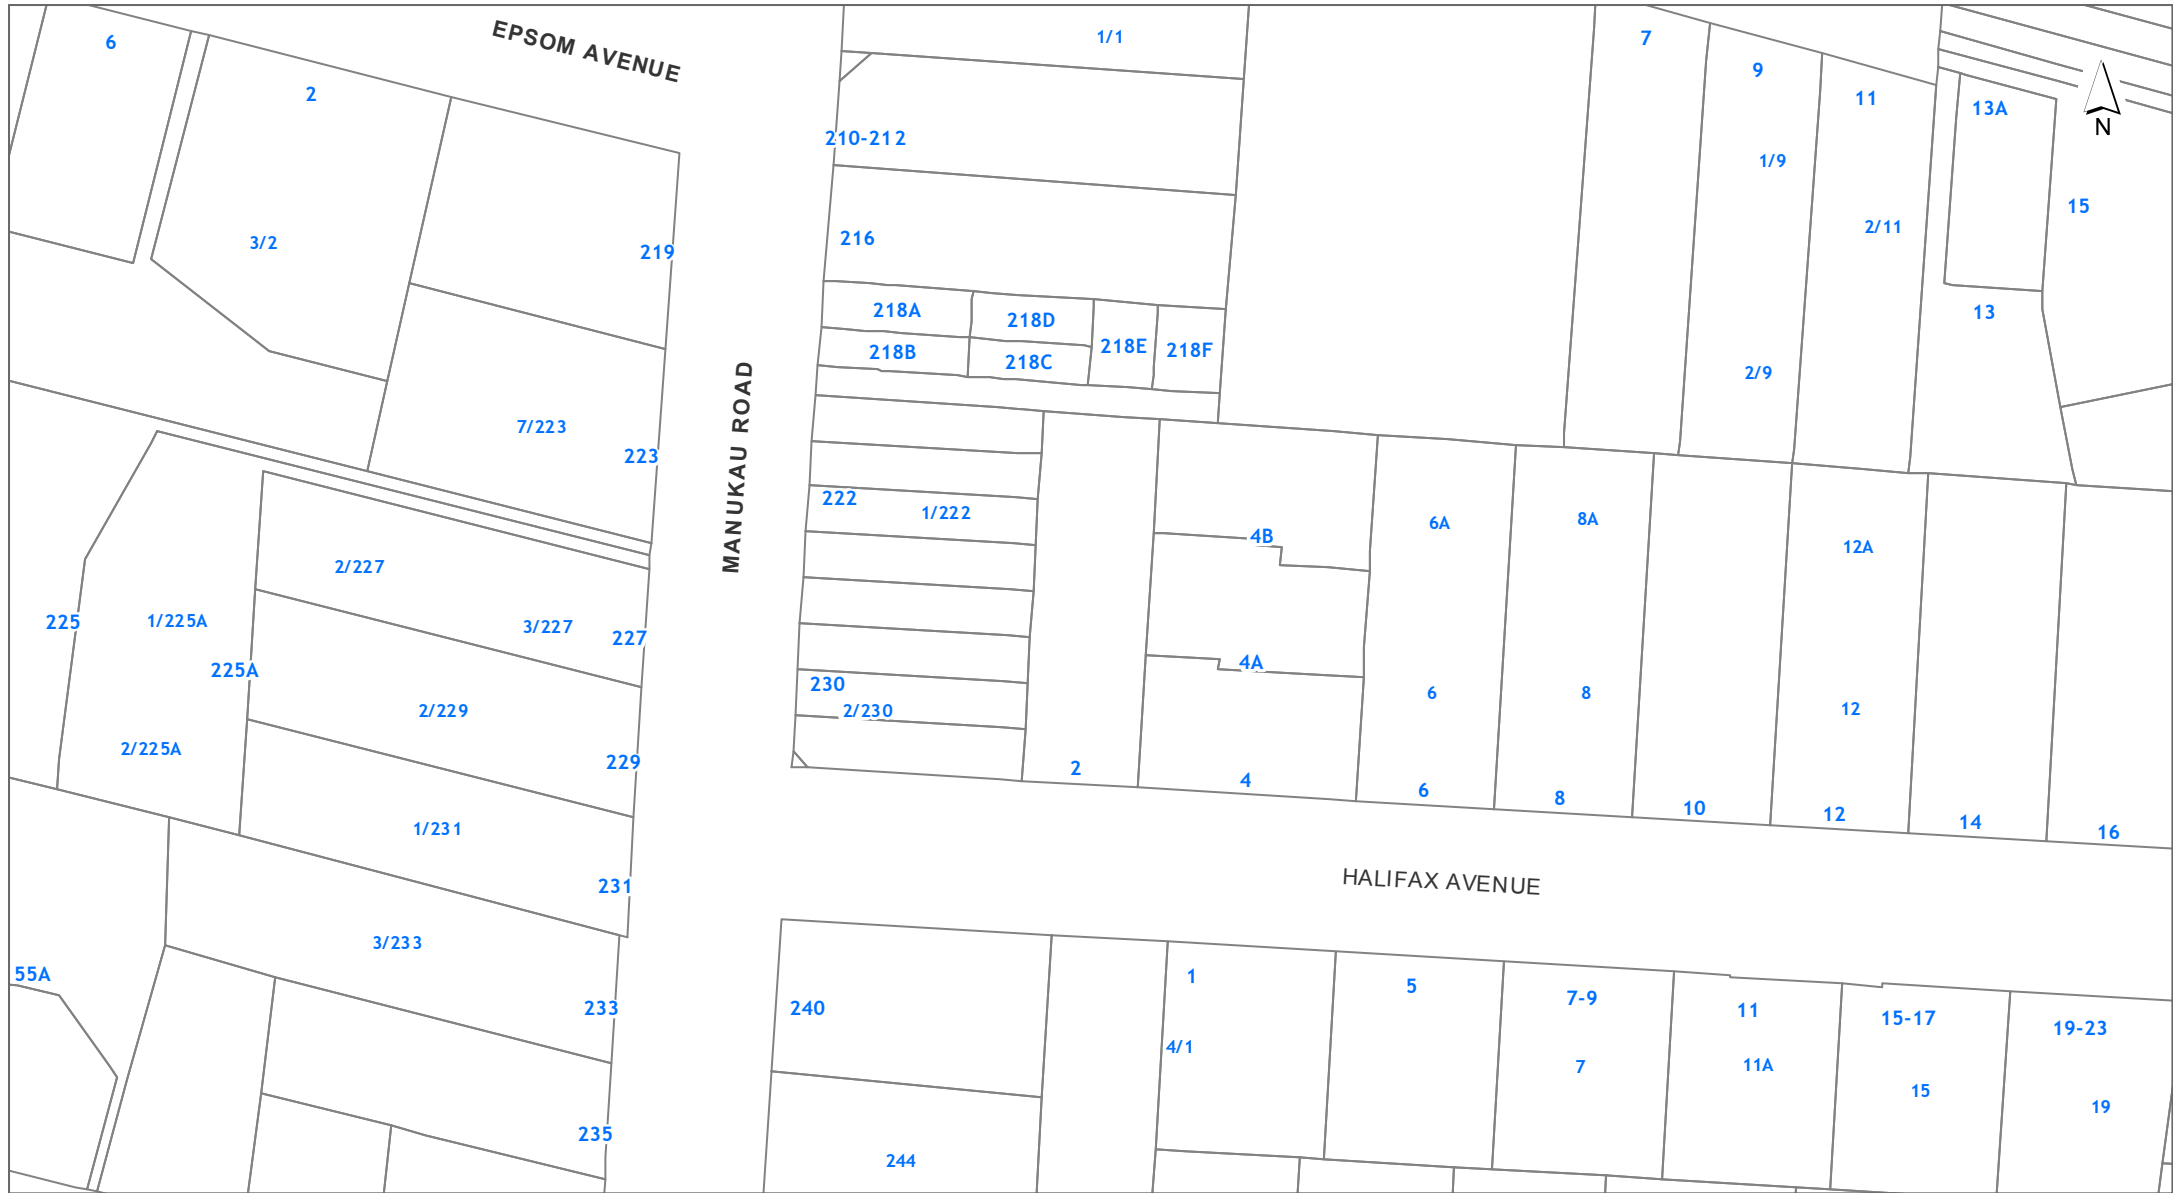 EPSOM AVENUE
6
2
3/2
219
7/223
223
MANUKAU ROAD
1/1
210-212
216
218A
218D
218B
218C
218E
218F
7
9
1/9
2/9
11
2/11
13A
15
13
N
222
1/222
4B
6A
8A
12A
2/227
3/227
227
225
1/225A
225A
2/225A
2/229
229
230
2/230
4A
6
8
12
2
4
6
8
10
12
14
16
1/231
231
HALIFAX AVENUE
3/233
233
55A
235
240
244
1
4/1
5
7-9
7
11
11A
15-17
15
19-23
19